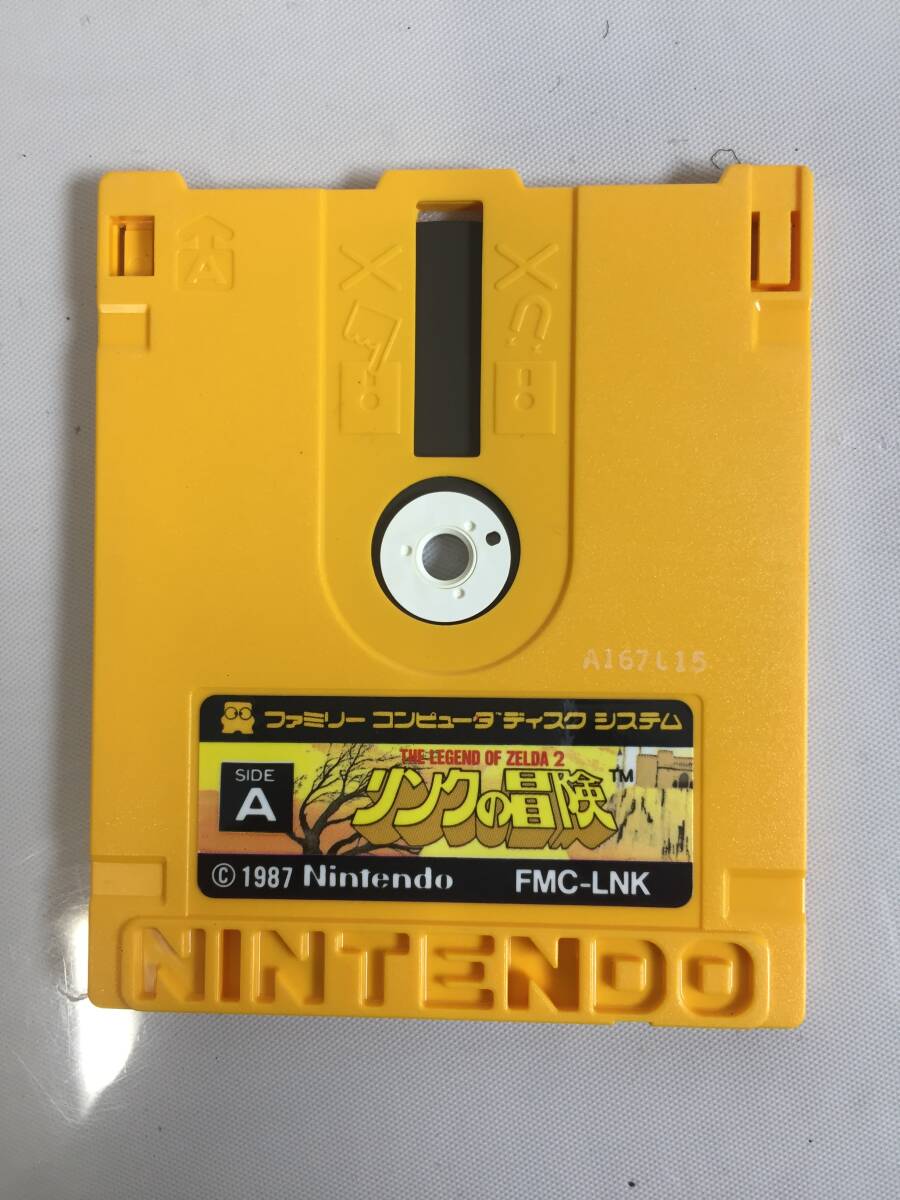 A
A167L15
ファミリー コンピュータ ディスク システム
THE LEGEND OF ZELDA 2
SIDE
A
リンクの冒険™
© 1987 Nintendo FMC-LNK
NINTENDO